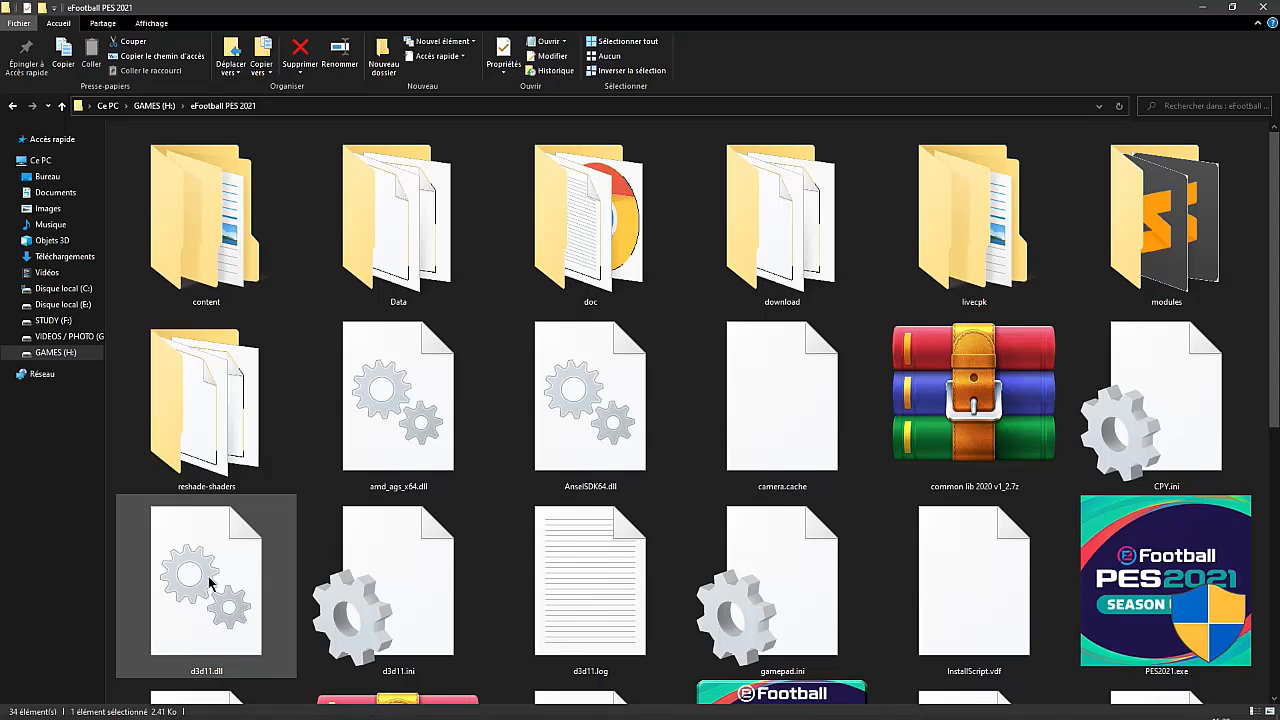 eFootball PES 2021
Fichier Accueil Partage Affichage
Épingler à Accès rapide
Copier
Coller
Couper
Copier le chemin d'accès
Coller le raccourci
Presse-papiers
Déplacer vers
Copier vers
Supprimer
Renommer
Organiser
Nouveau dossier
Nouvel élément
Accès rapide
Nouveau
Propriétés
Ouvrir
Modifier
Historique
Ouvrir
Sélectionner tout
Aucun
Inverser la sélection
Sélectionner
Ce PC > GAMES (H:) > eFootball PES 2021
Rechercher dans : eFootball ...
Accès rapide
Ce PC
Bureau
Documents
Images
Musique
Objets 3D
Téléchargements
Vidéos
Disque local (C:)
Disque local (E:)
STUDY (F:)
VIDEOS / PHOTO (G
GAMES (H:)
Réseau
content Data doc download livecpk modules
reshade-shaders amd_ags_x64.dll AnselSDK64.dll camera.cache common lib 2020 v1_2.7z CPY.ini
Football
PES2021
SEASON U
d3d11.dll d3d11.ini d3d11.log gamepad.ini InstallScript.vdf PES2021.exe
Football
34 élément(s) 1 élément sélectionné 2.41 Ko